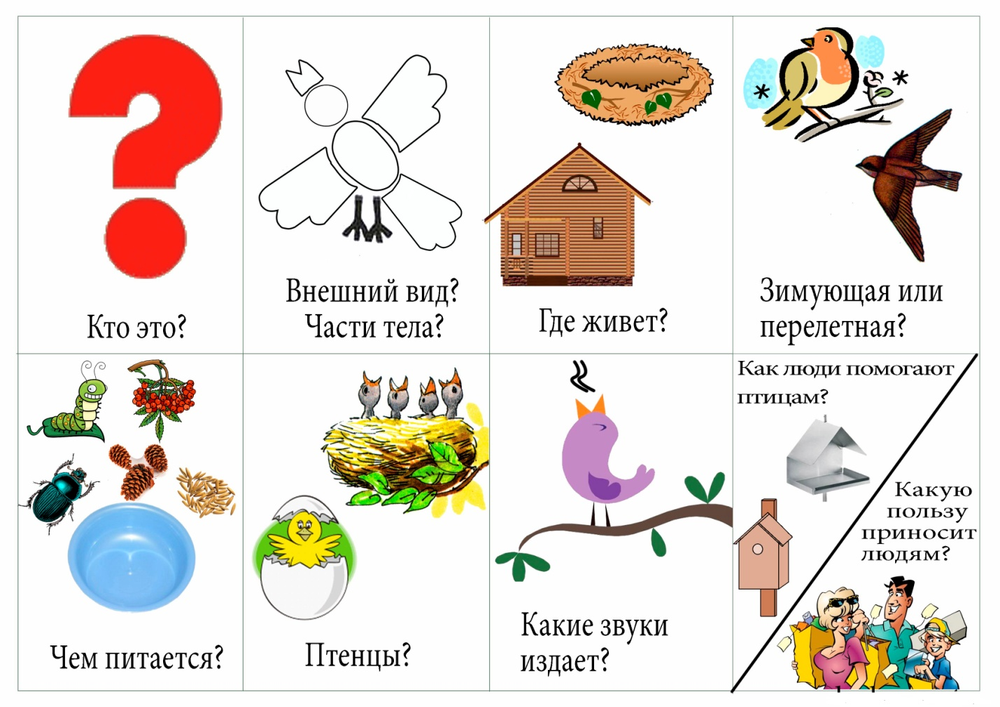 Кто это?
Внешний вид?
Части тела?
Где живет?
Зимующая или
перелетная?
Чем питается?
Птенцы?
Какие звуки
издает?
Как люди помогают
птицам?
Какую
пользу
приносит
людям?